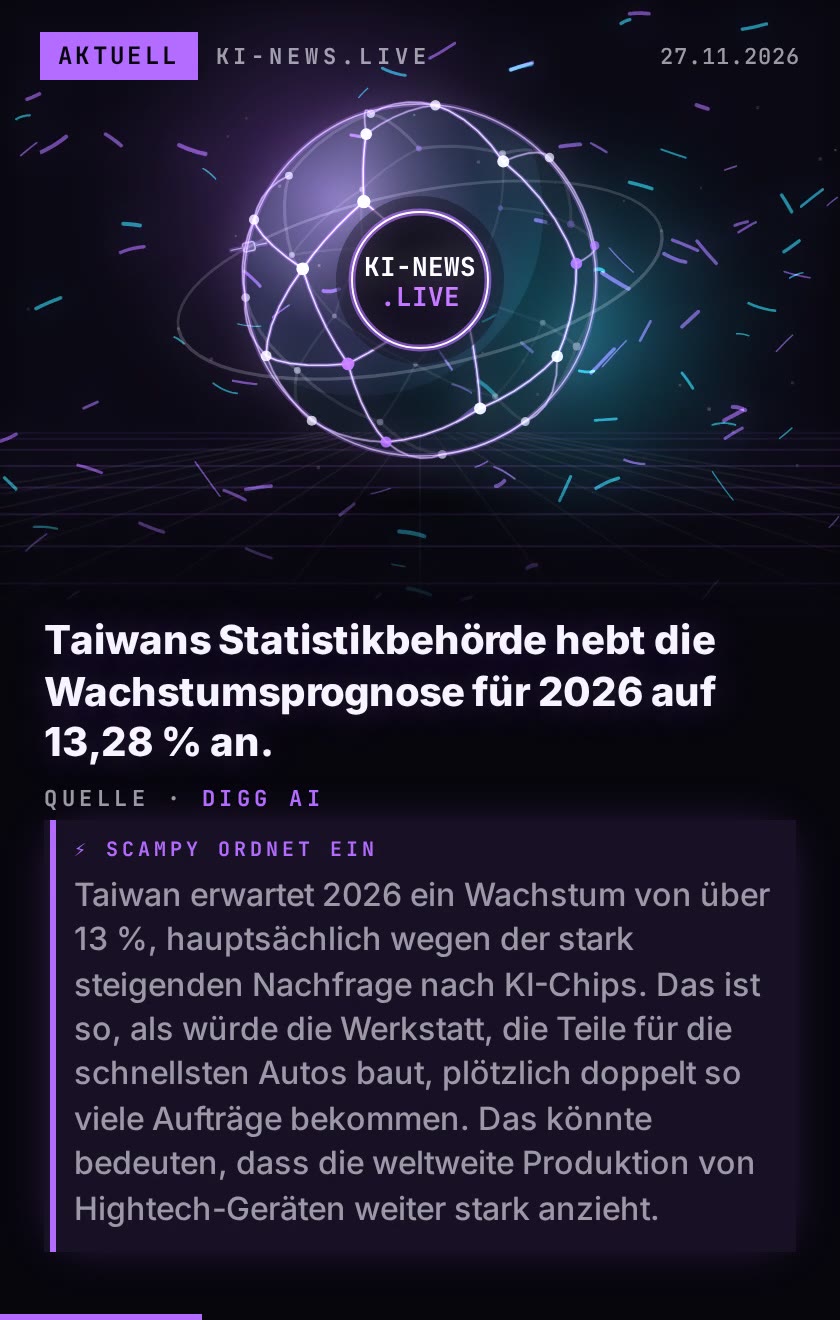 AKTUELL KI-NEWS.LIVE 27.11.2026
KI-NEWS
.LIVE
Taiwans Statistikbehörde hebt die
Wachstumsprognose für 2026 auf
13,28 % an.
QUELLE · DIGG AI
⚡ SCAMPY ORDNET EIN
Taiwan erwartet 2026 ein Wachstum von über
13 %, hauptsächlich wegen der stark
steigenden Nachfrage nach KI-Chips. Das ist
so, als würde die Werkstatt, die Teile für die
schnellsten Autos baut, plötzlich doppelt so
viele Aufträge bekommen. Das könnte
bedeuten, dass die weltweite Produktion von
Hightech-Geräten weiter stark anzieht.